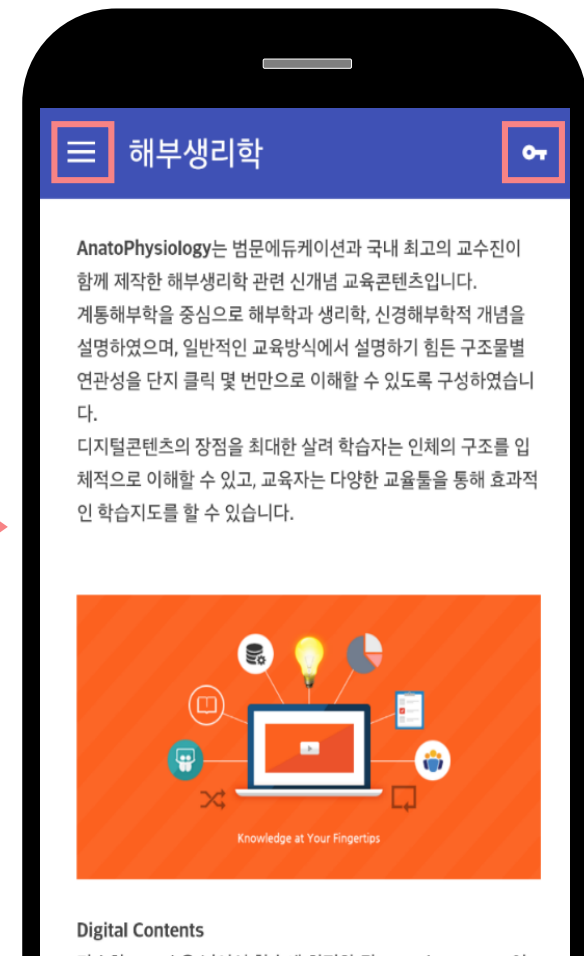 해부생리학
AnatoPhysiology는 범문에듀케이션과 국내 최고의 교수진이
함께 제작한 해부생리학 관련 신개념 교육콘텐츠입니다.
계통해부학을 중심으로 해부학과 생리학, 신경해부학적 개념을
설명하였으며, 일반적인 교육방식에서 설명하기 힘든 구조물별
연관성을 단지 클릭 몇 번만으로 이해할 수 있도록 구성하였습니
다.
디지털콘텐츠의 장점을 최대한 살려 학습자는 인체의 구조를 입
체적으로 이해할 수 있고, 교육자는 다양한 교율툴을 통해 효과적
인 학습지도를 할 수 있습니다.
Knowledge at Your Fingertips
Digital Contents